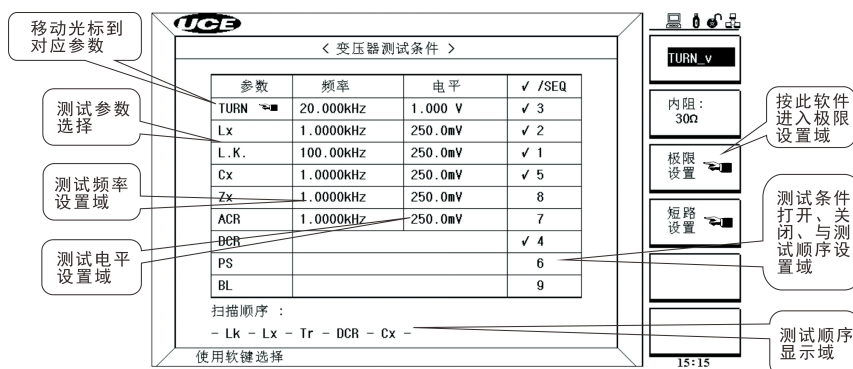 UCE
< 变压器测试条件 >
参数 频率 电平 √ /SEQ
TURN 20.000kHz 1.000 V √ 3
Lx 1.0000kHz 250.0mV √ 2
L.K. 100.00kHz 250.0mV √ 1
Cx 1.0000kHz 250.0mV √ 5
Zx 1.0000kHz 250.0mV 8
ACR 1.0000kHz 250.0mV 7
DCR √ 4
PS 6
BL 9
扫描顺序 :
- Lk - Lx - Tr - DCR - Cx -
使用软键选择
移动光标到
对应参数
测试参数
选择
测试频率
设置域
测试电平
设置域
TURN_v
内阻:
30Ω
极限
设置
短路
设置
15:15
按此软件
进入极限
设置域
测试条件
打开、关
闭、与测
试顺序设
置域
测试顺序
显示域